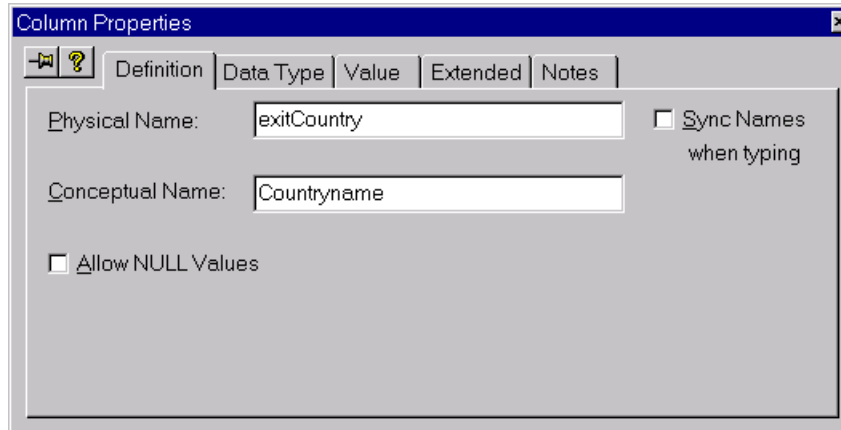 Column Properties
? Definition Data Type Value Extended Notes
Physical Name: exitCountry Sync Names
when typing
Conceptual Name: Countryname
Allow NULL Values